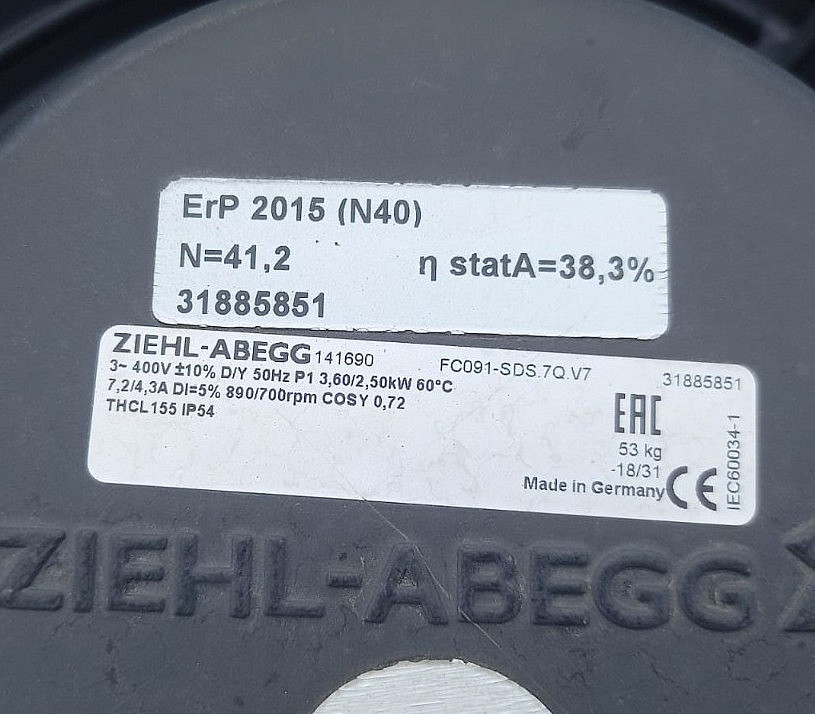 ErP 2015 (N40)
N=41,2 η statA=38,3%
31885851
ZIEHL-ABEGG 141690 FC091-SDS.7Q.V7 31885851
3~ 400V ±10% D/Y 50Hz P1 3,60/2,50kW 60°C
7,2/4,3A DI=5% 890/700rpm COSY 0,72
THCL155 IP54
EAC
53 kg
-18/31
Made in Germany CE
IEC60034-1
ZIEHL-ABEGG